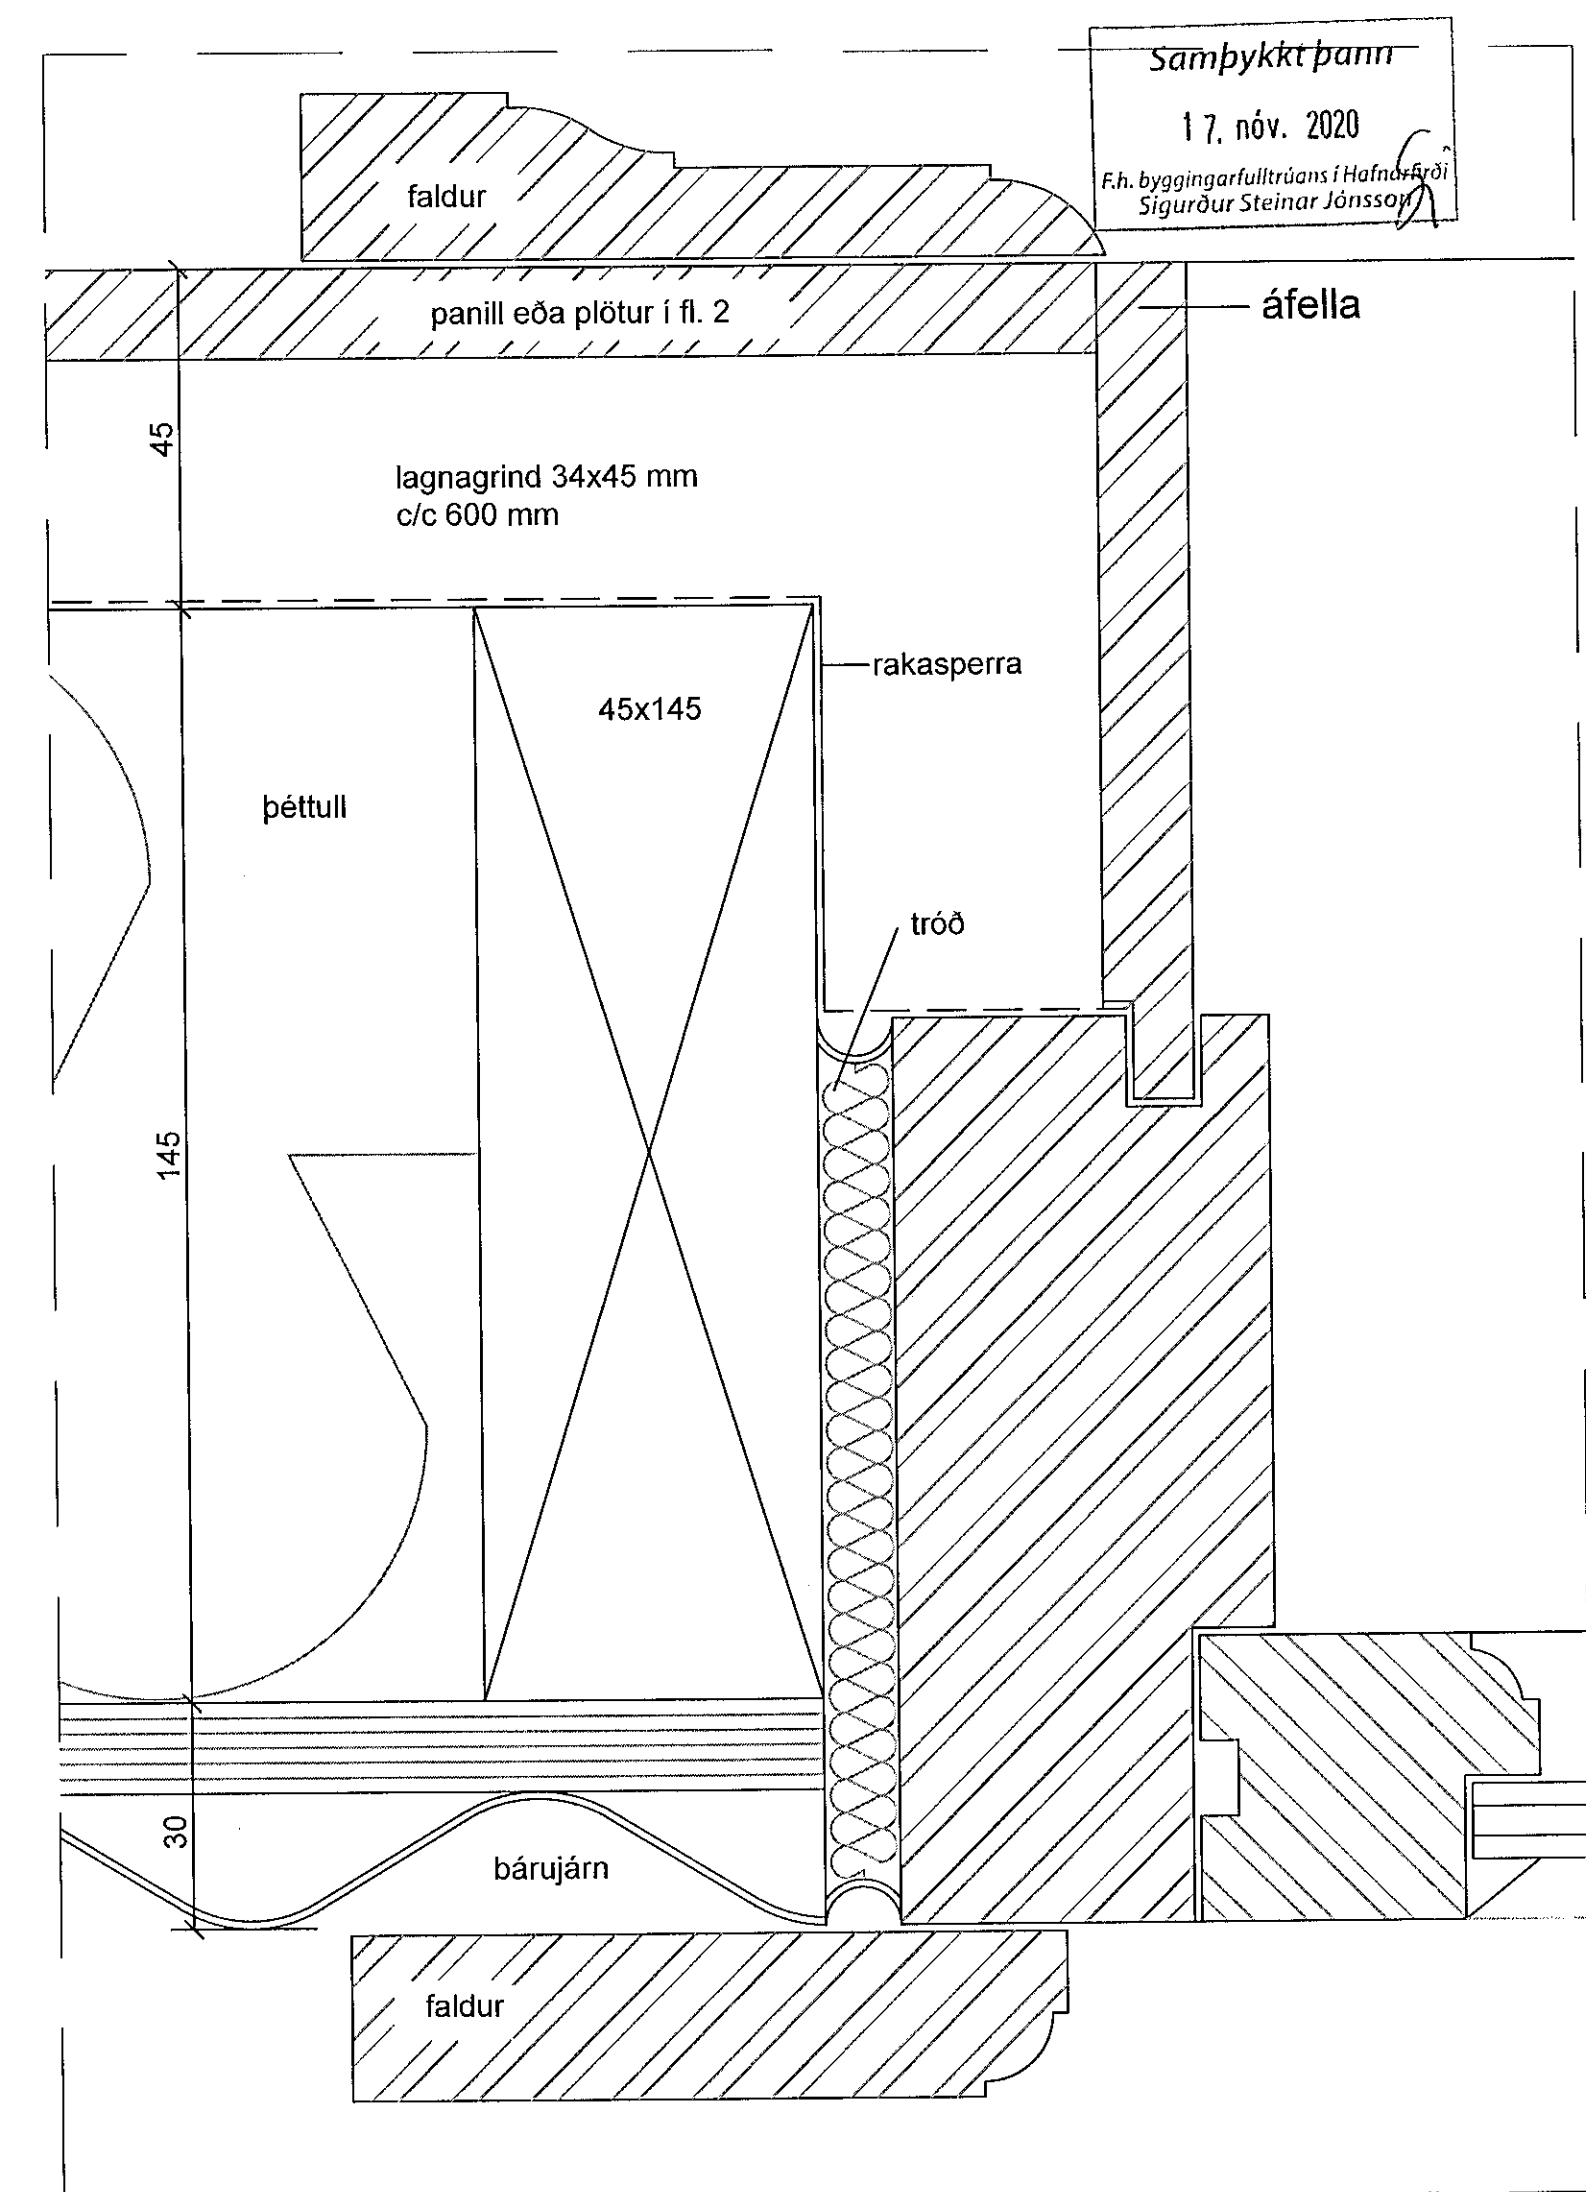 Samþykkt þann
17. nóv. 2020
F.h. byggingarfulltrúans í Hafnarfirði
Sigurður Steinar Jónsson
faldur
panill eða plötur í fl. 2
áfella
45
lagnagrind 34x45 mm
c/c 600 mm
rakasperra
45x145
þéttull
tróð
145
30
bárujárn
faldur